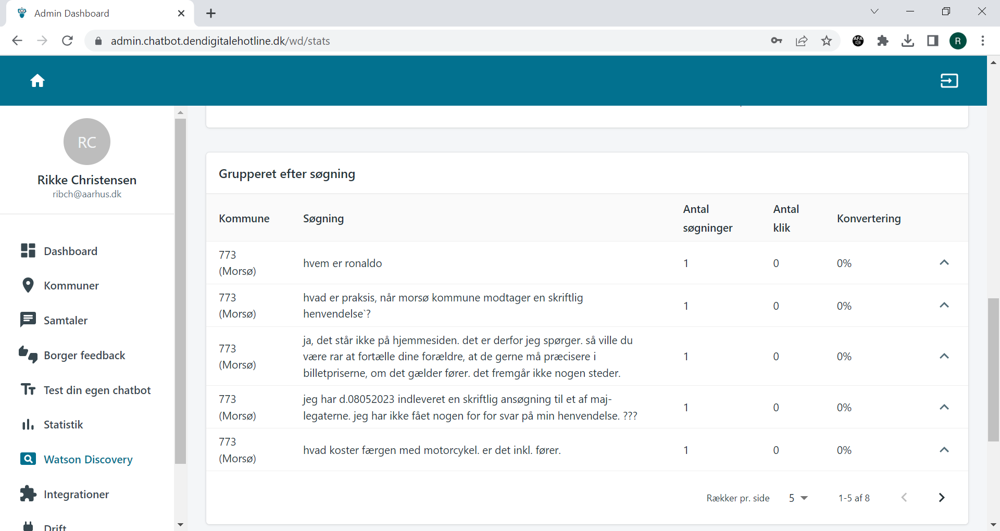 Admin Dashboard
admin.chatbot.dendigitalehotline.dk/wd/stats
AFA
R
RC
Rikke Christensen
ribch@aarhus.dk
Dashboard
Kommuner
Samtaler
Borger feedback
Test din egen chatbot
Statistik
Watson Discovery
Integrationer
Drift
Grupperet efter søgning
Kommune
Søgning
Antal
søgninger
Antal
klik
Konvertering
773
(Morsø)
hvem er ronaldo
1
0
0%
773
(Morsø)
hvad er praksis, når morsø kommune modtager en skriftlig
henvendelse`?
1
0
0%
773
(Morsø)
ja, det står ikke på hjemmesiden. det er derfor jeg spørger. så ville du
være rar at fortælle dine forældre, at de gerne må præcisere i
billetpriserne, om det gælder fører. det fremgår ikke nogen steder.
1
0
0%
773
(Morsø)
jeg har d.08052023 indleveret en skriftlig ansøgning til et af maj-
legaterne. jeg har ikke fået nogen for for svar på min henvendelse. ???
1
0
0%
773
(Morsø)
hvad koster færgen med motorcykel. er det inkl. fører.
1
0
0%
Rækker pr. side
5
1-5 af 8